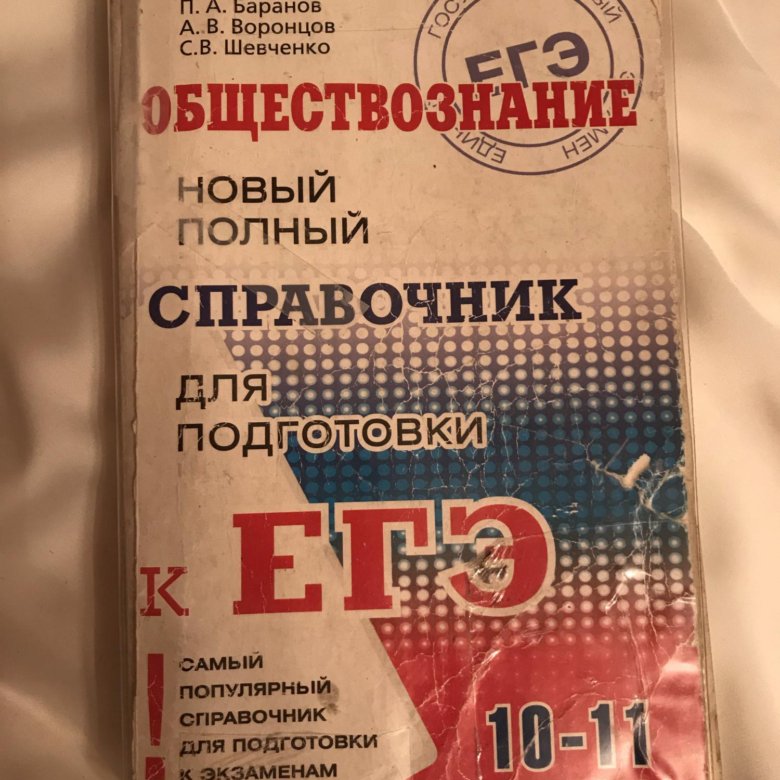 П. А. Баранов
А. В. Воронцов
С.В. Шевченко
ЕГЭ
ОБЩЕСТВОЗНАНИЕ
НОВЫЙ
ПОЛНЫЙ
СПРАВОЧНИК
ДЛЯ
ПОДГОТОВКИ
К ЕГЭ
!
САМЫЙ
ПОПУЛЯРНЫЙ
СПРАВОЧНИК
ДЛЯ ПОДГОТОВКИ
К ЭКЗАМЕНАМ
10-11